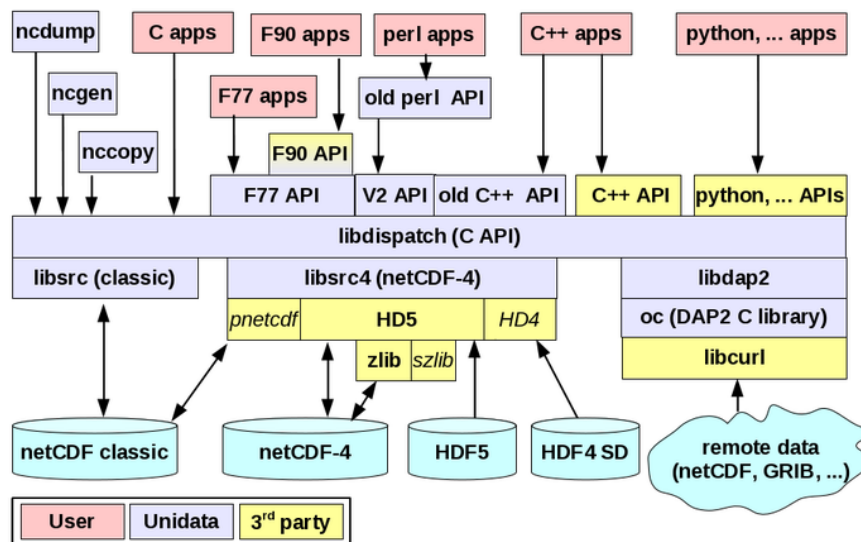 ncdump
C apps
F90 apps
perl apps
C++ apps
python, ... apps
ncgen
F77 apps
old perl API
nccopy
F90 API
F77 API
V2 API
old C++ API
C++ API
python, ... APIs
libdispatch (C API)
libsrc (classic)
libsrc4 (netCDF-4)
libdap2
pnetcdf
HD5
HD4
oc (DAP2 C library)
zlib
szlib
libcurl
netCDF classic
netCDF-4
HDF5
HDF4 SD
remote data
(netCDF, GRIB, ...)
User
Unidata
3rd party